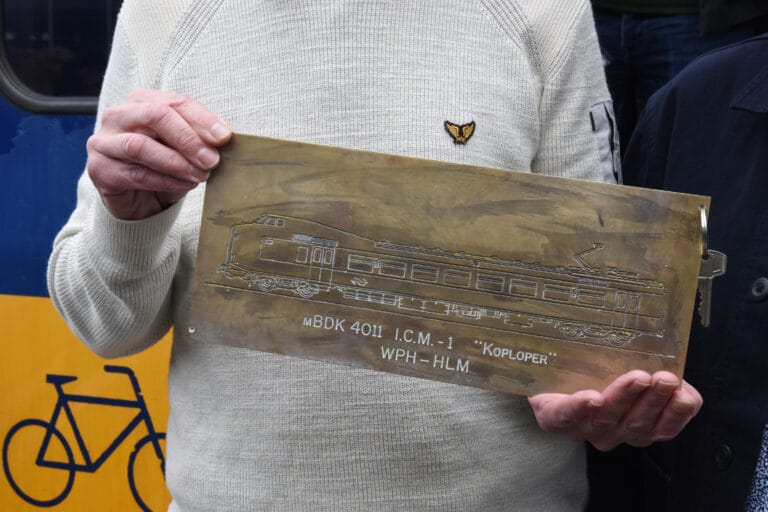 mBDK 4011 I.C.M.-1 "KOPLOPER"
WPH-HLM